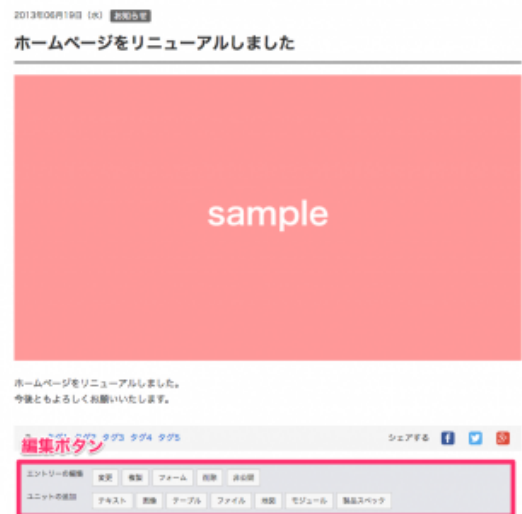 2013年06月19日（水） お知らせ
ホームページをリニューアルしました
sample
ホームページをリニューアルしました。
今後ともよろしくお願いいたします。
タグ3 タグ4 タグ5
シェアする
編集ボタン
エントリーの編集 変更 複製 フォーム 削除 非公開
ユニットの追加 テキスト 画像 テーブル ファイル 地図 モジュール 製品スペック